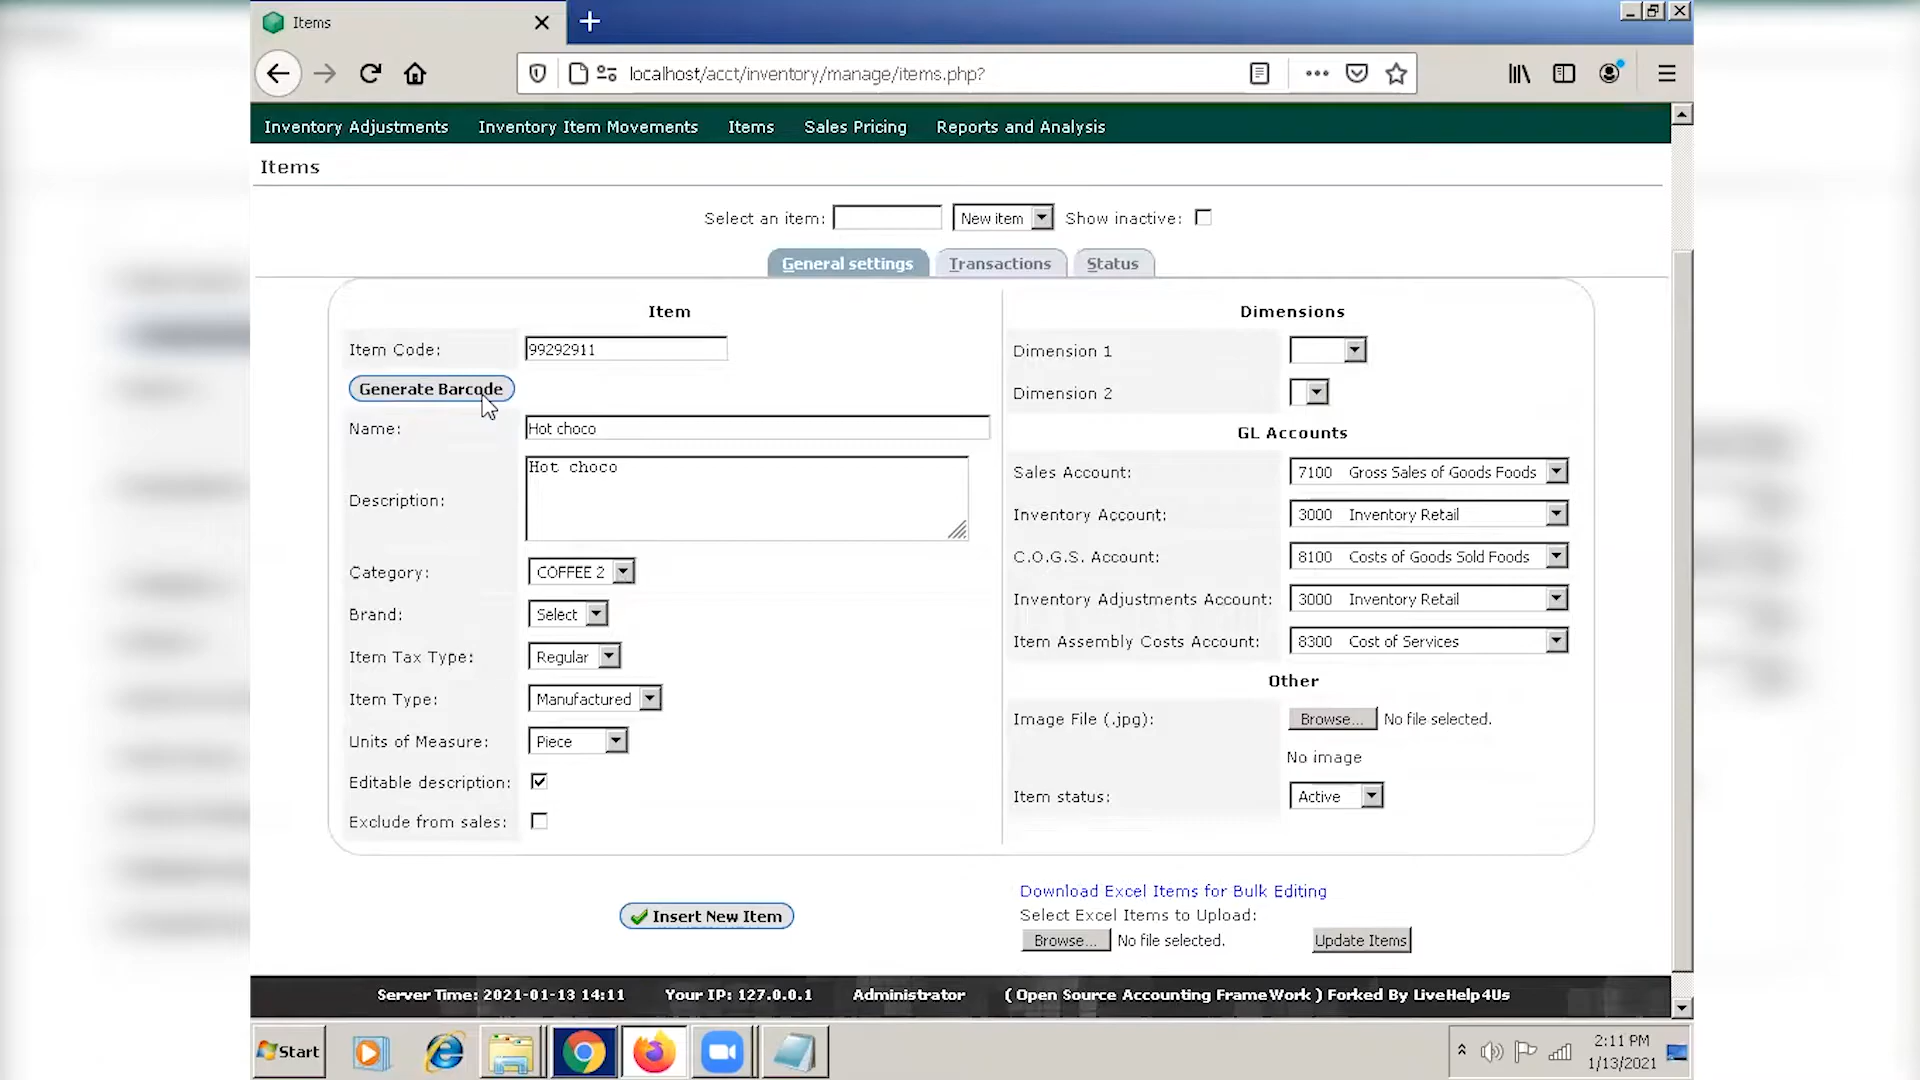 Items
localhost/acct/inventory/manage/items.php?
Inventory Adjustments Inventory Item Movements Items Sales Pricing Reports and Analysis
Items
Select an item: New item Show inactive:
General settings Transactions Status
Item
Item Code: 99292911
Generate Barcode
Name: Hot choco
Description: Hot choco
Category: COFFEE 2
Brand: Select
Item Tax Type: Regular
Item Type: Manufactured
Units of Measure: Piece
Editable description:
Exclude from sales:
Dimensions
Dimension 1
Dimension 2
GL Accounts
Sales Account: 7100 Gross Sales of Goods Foods
Inventory Account: 3000 Inventory Retail
C.O.G.S. Account: 8100 Costs of Goods Sold Foods
Inventory Adjustments Account: 3000 Inventory Retail
Item Assembly Costs Account: 8300 Cost of Services
Other
Image File (.jpg): Browse... No file selected.
No image
Item status: Active
Insert New Item
Download Excel Items for Bulk Editing
Select Excel Items to Upload:
Browse... No file selected. Update Items
Server Time: 2021-01-13 14:11 Your IP: 127.0.0.1 Administrator ( Open Source Accounting FrameWork ) Forked By LiveHelp4Us
Start
2:11 PM
1/13/2021